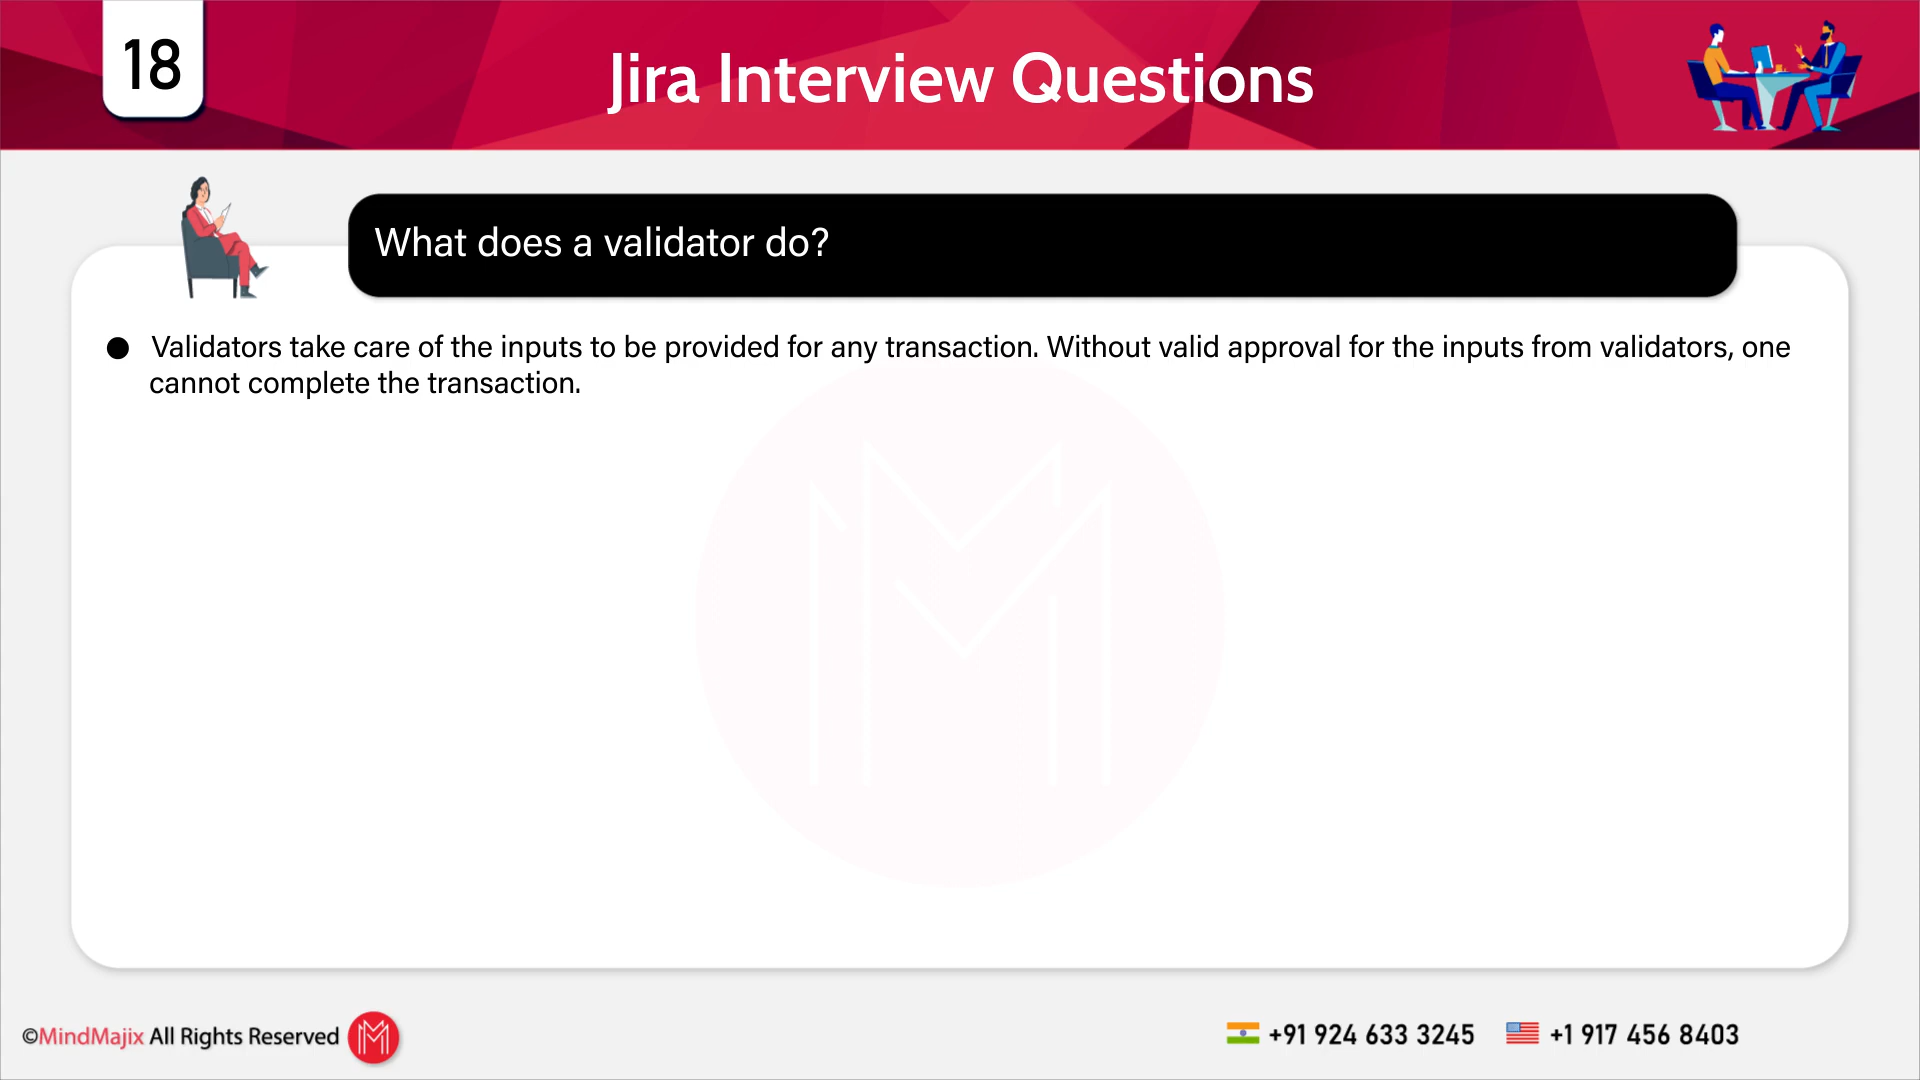 18
Jira Interview Questions
What does a validator do?
● Validators take care of the inputs to be provided for any transaction. Without valid approval for the inputs from validators, one
cannot complete the transaction.
©MindMajix All Rights Reserved
+91 924 633 3245
+1 917 456 8403